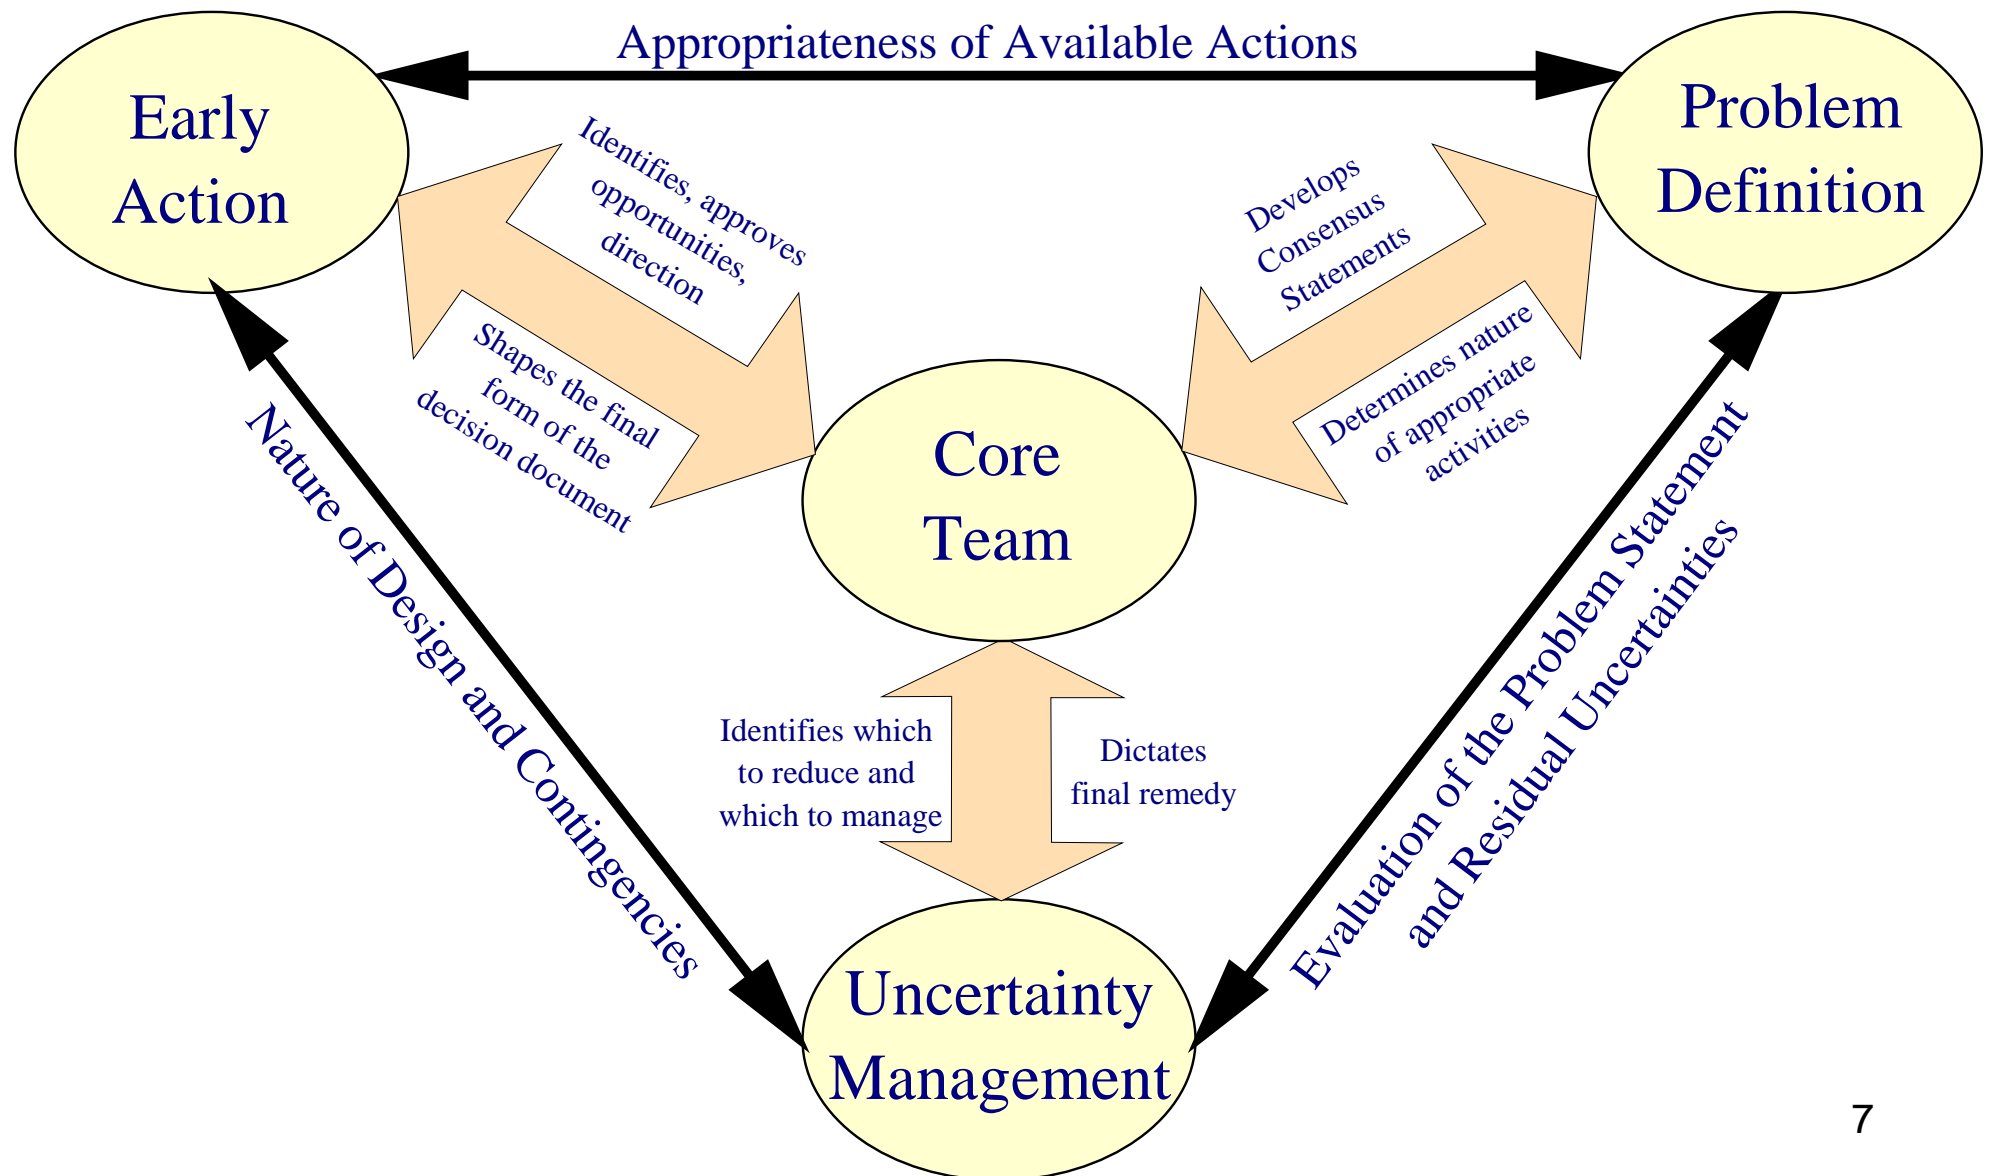 Appropriateness of Available Actions
Early
Action
Problem
Definition
Identifies, approves
opportunities,
direction
Shapes the final
form of the
decision document
Develops
Consensus
Statements
Determines nature
of appropriate
activities
Core
Team
Nature of Design and Contingencies
Evaluation of the Problem Statement
and Residual Uncertainties
Identifies which
to reduce and
which to manage
Dictates
final remedy
Uncertainty
Management
7